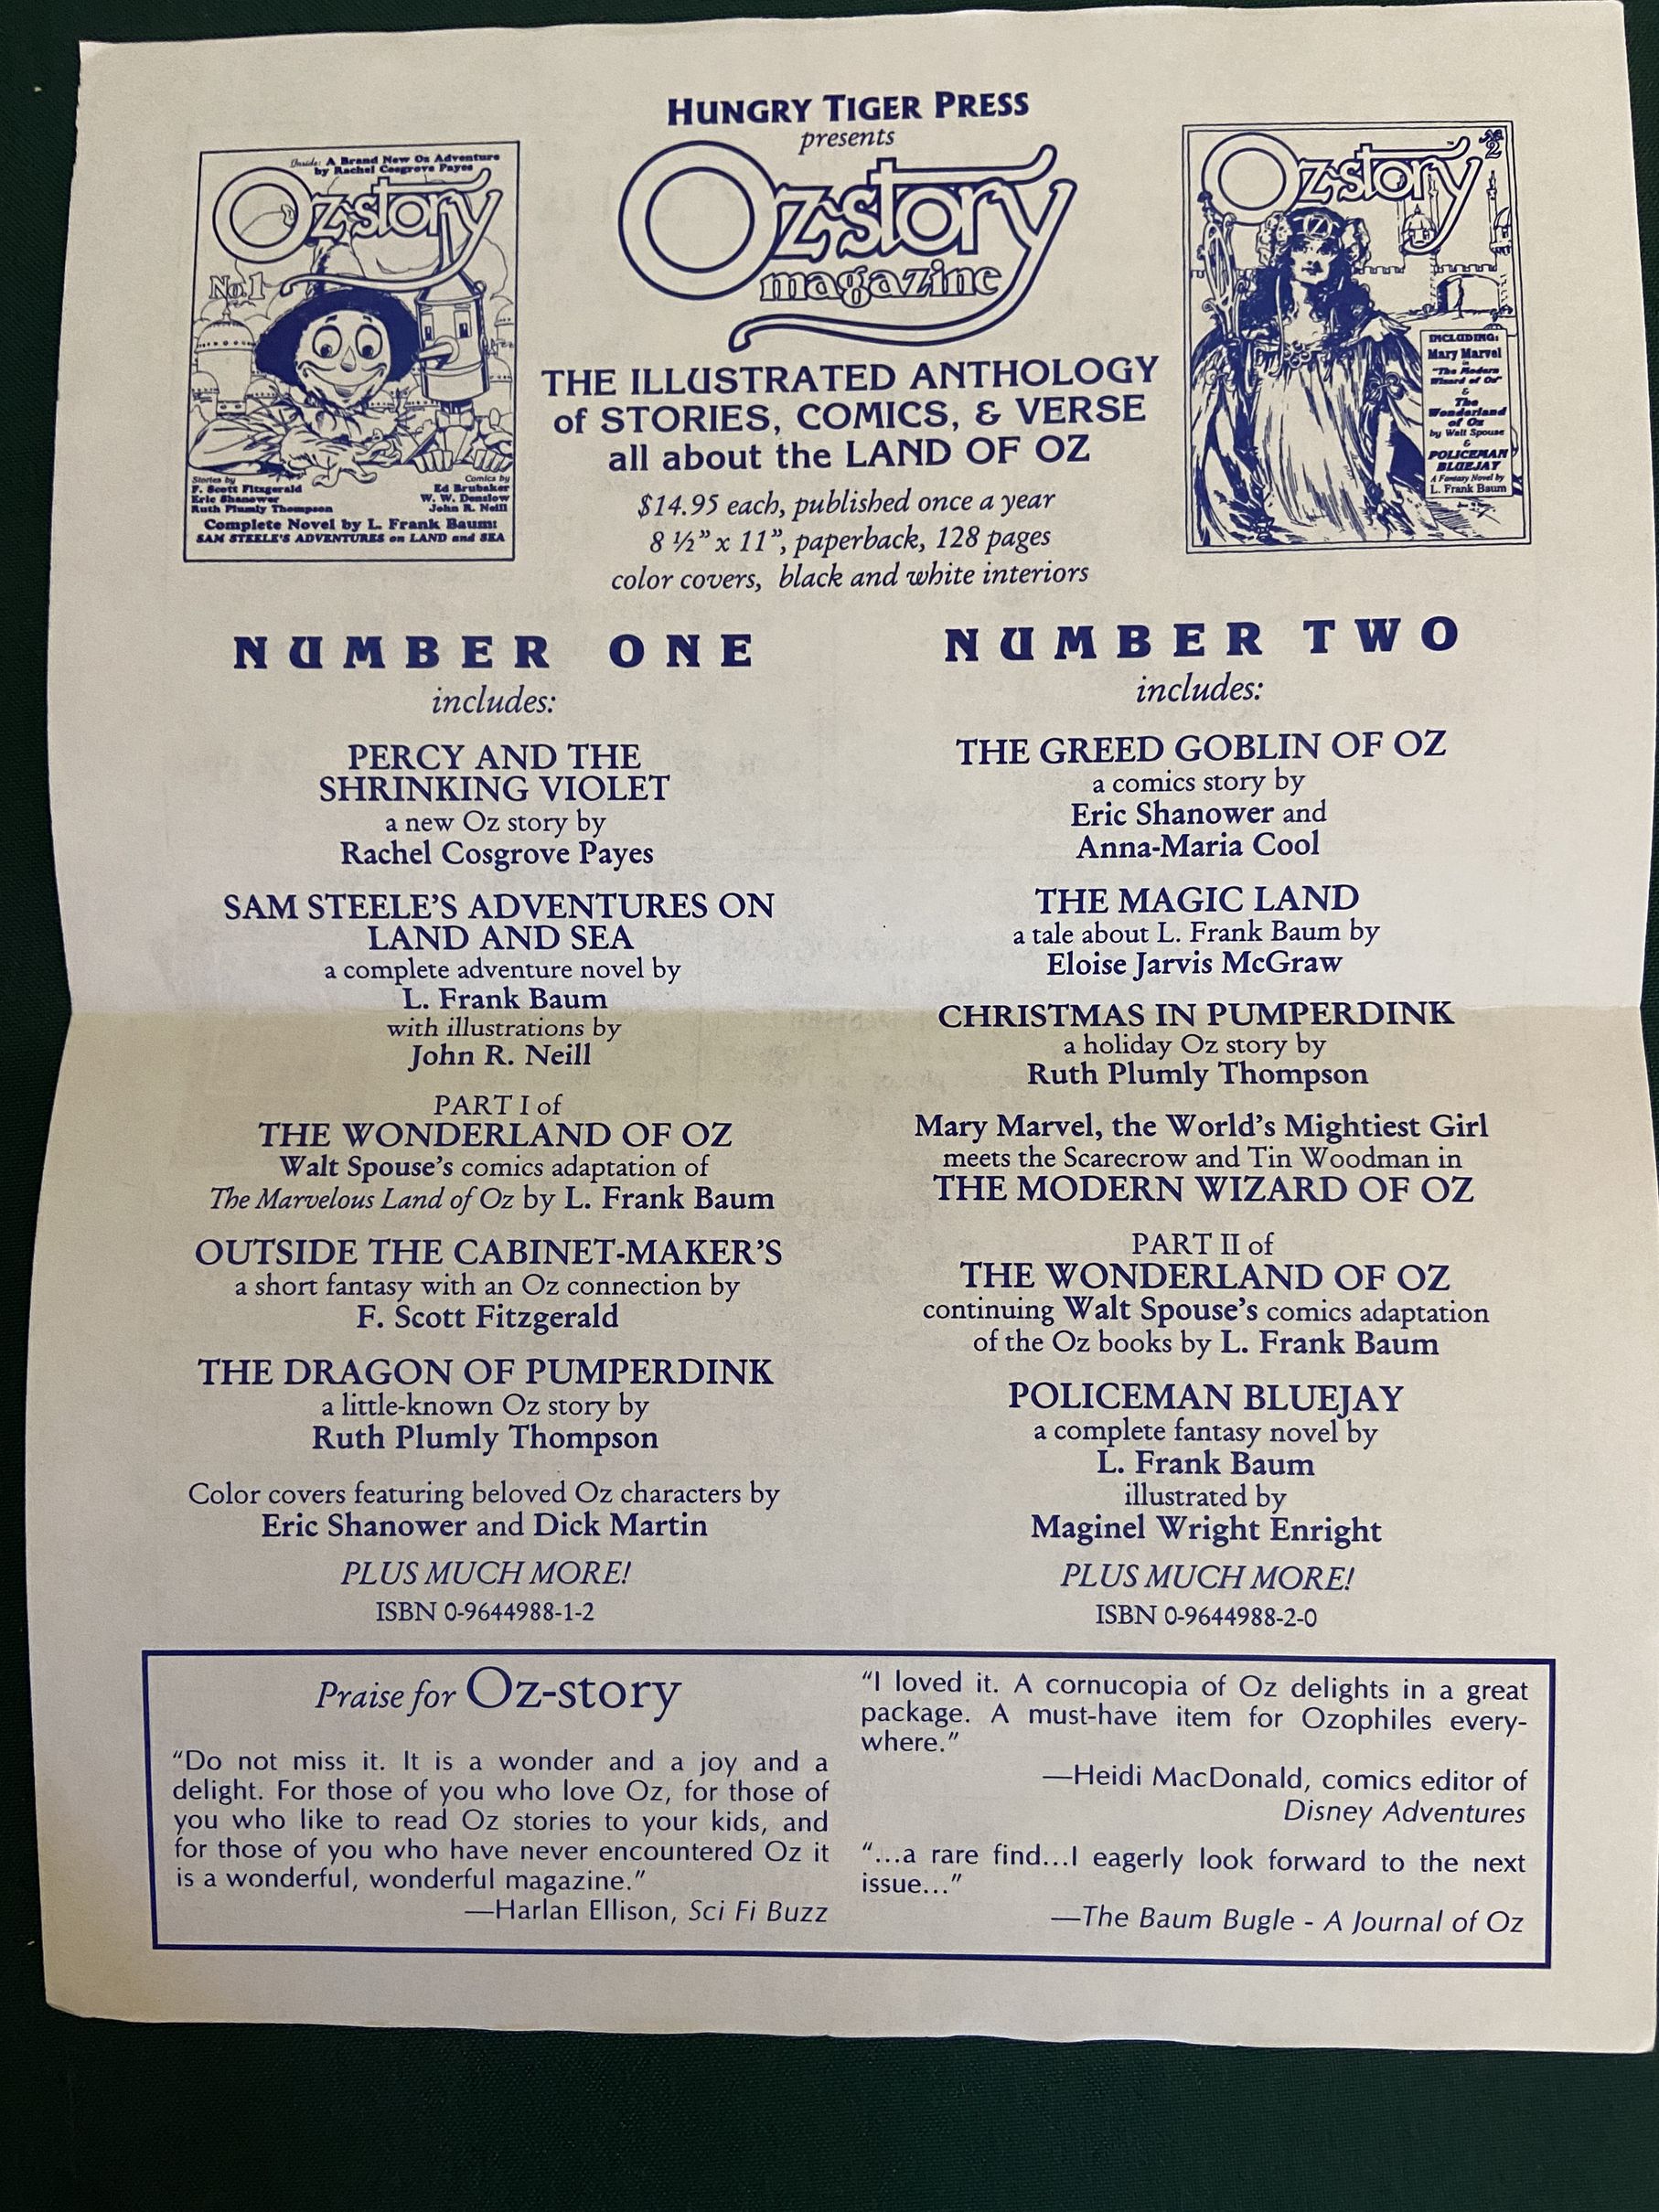 HUNGRY TIGER PRESS
presents
Oz-story
magazine
THE ILLUSTRATED ANTHOLOGY
of STORIES, COMICS, & VERSE
all about the LAND OF OZ
$14.95 each, published once a year
8 ½” x 11”, paperback, 128 pages
color covers, black and white interiors
Inside: A Brand New Oz Adventure
by Rachel Cosgrove Payes
Oz-story
No.1
Stories by
F. Scott Fitzgerald
Eric Shanower
Ruth Plumly Thompson
Comics by
Ed Brubaker
W. W. Denslow
John R. Neill
Complete Novel by L. Frank Baum:
SAM STEELE'S ADVENTURES on LAND and SEA
Oz-story
2
OZ
INCLUDING:
Mary Marvel
in
"The Modern
Wizard of Oz"
&
The
Wonderland
of Oz
by Walt Spouse
&
POLICEMAN
BLUEJAY
A Fantasy Novel by
L. Frank Baum
NUMBER ONE
includes:
PERCY AND THE
SHRINKING VIOLET
a new Oz story by
Rachel Cosgrove Payes
SAM STEELE’S ADVENTURES ON
LAND AND SEA
a complete adventure novel by
L. Frank Baum
with illustrations by
John R. Neill
PART I of
THE WONDERLAND OF OZ
Walt Spouse’s comics adaptation of
The Marvelous Land of Oz by L. Frank Baum
OUTSIDE THE CABINET-MAKER’S
a short fantasy with an Oz connection by
F. Scott Fitzgerald
THE DRAGON OF PUMPERDINK
a little-known Oz story by
Ruth Plumly Thompson
Color covers featuring beloved Oz characters by
Eric Shanower and Dick Martin
PLUS MUCH MORE!
ISBN 0-9644988-1-2
NUMBER TWO
includes:
THE GREED GOBLIN OF OZ
a comics story by
Eric Shanower and
Anna-Maria Cool
THE MAGIC LAND
a tale about L. Frank Baum by
Eloise Jarvis McGraw
CHRISTMAS IN PUMPERDINK
a holiday Oz story by
Ruth Plumly Thompson
Mary Marvel, the World’s Mightiest Girl
meets the Scarecrow and Tin Woodman in
THE MODERN WIZARD OF OZ
PART II of
THE WONDERLAND OF OZ
continuing Walt Spouse’s comics adaptation
of the Oz books by L. Frank Baum
POLICEMAN BLUEJAY
a complete fantasy novel by
L. Frank Baum
illustrated by
Maginel Wright Enright
PLUS MUCH MORE!
ISBN 0-9644988-2-0
Praise for Oz-story
“Do not miss it. It is a wonder and a joy and a
delight. For those of you who love Oz, for those of
you who like to read Oz stories to your kids, and
for those of you who have never encountered Oz it
is a wonderful, wonderful magazine.”
—Harlan Ellison, Sci Fi Buzz
“I loved it. A cornucopia of Oz delights in a great
package. A must-have item for Ozophiles every-
where.”
—Heidi MacDonald, comics editor of
Disney Adventures
“...a rare find...I eagerly look forward to the next
issue...”
—The Baum Bugle - A Journal of Oz